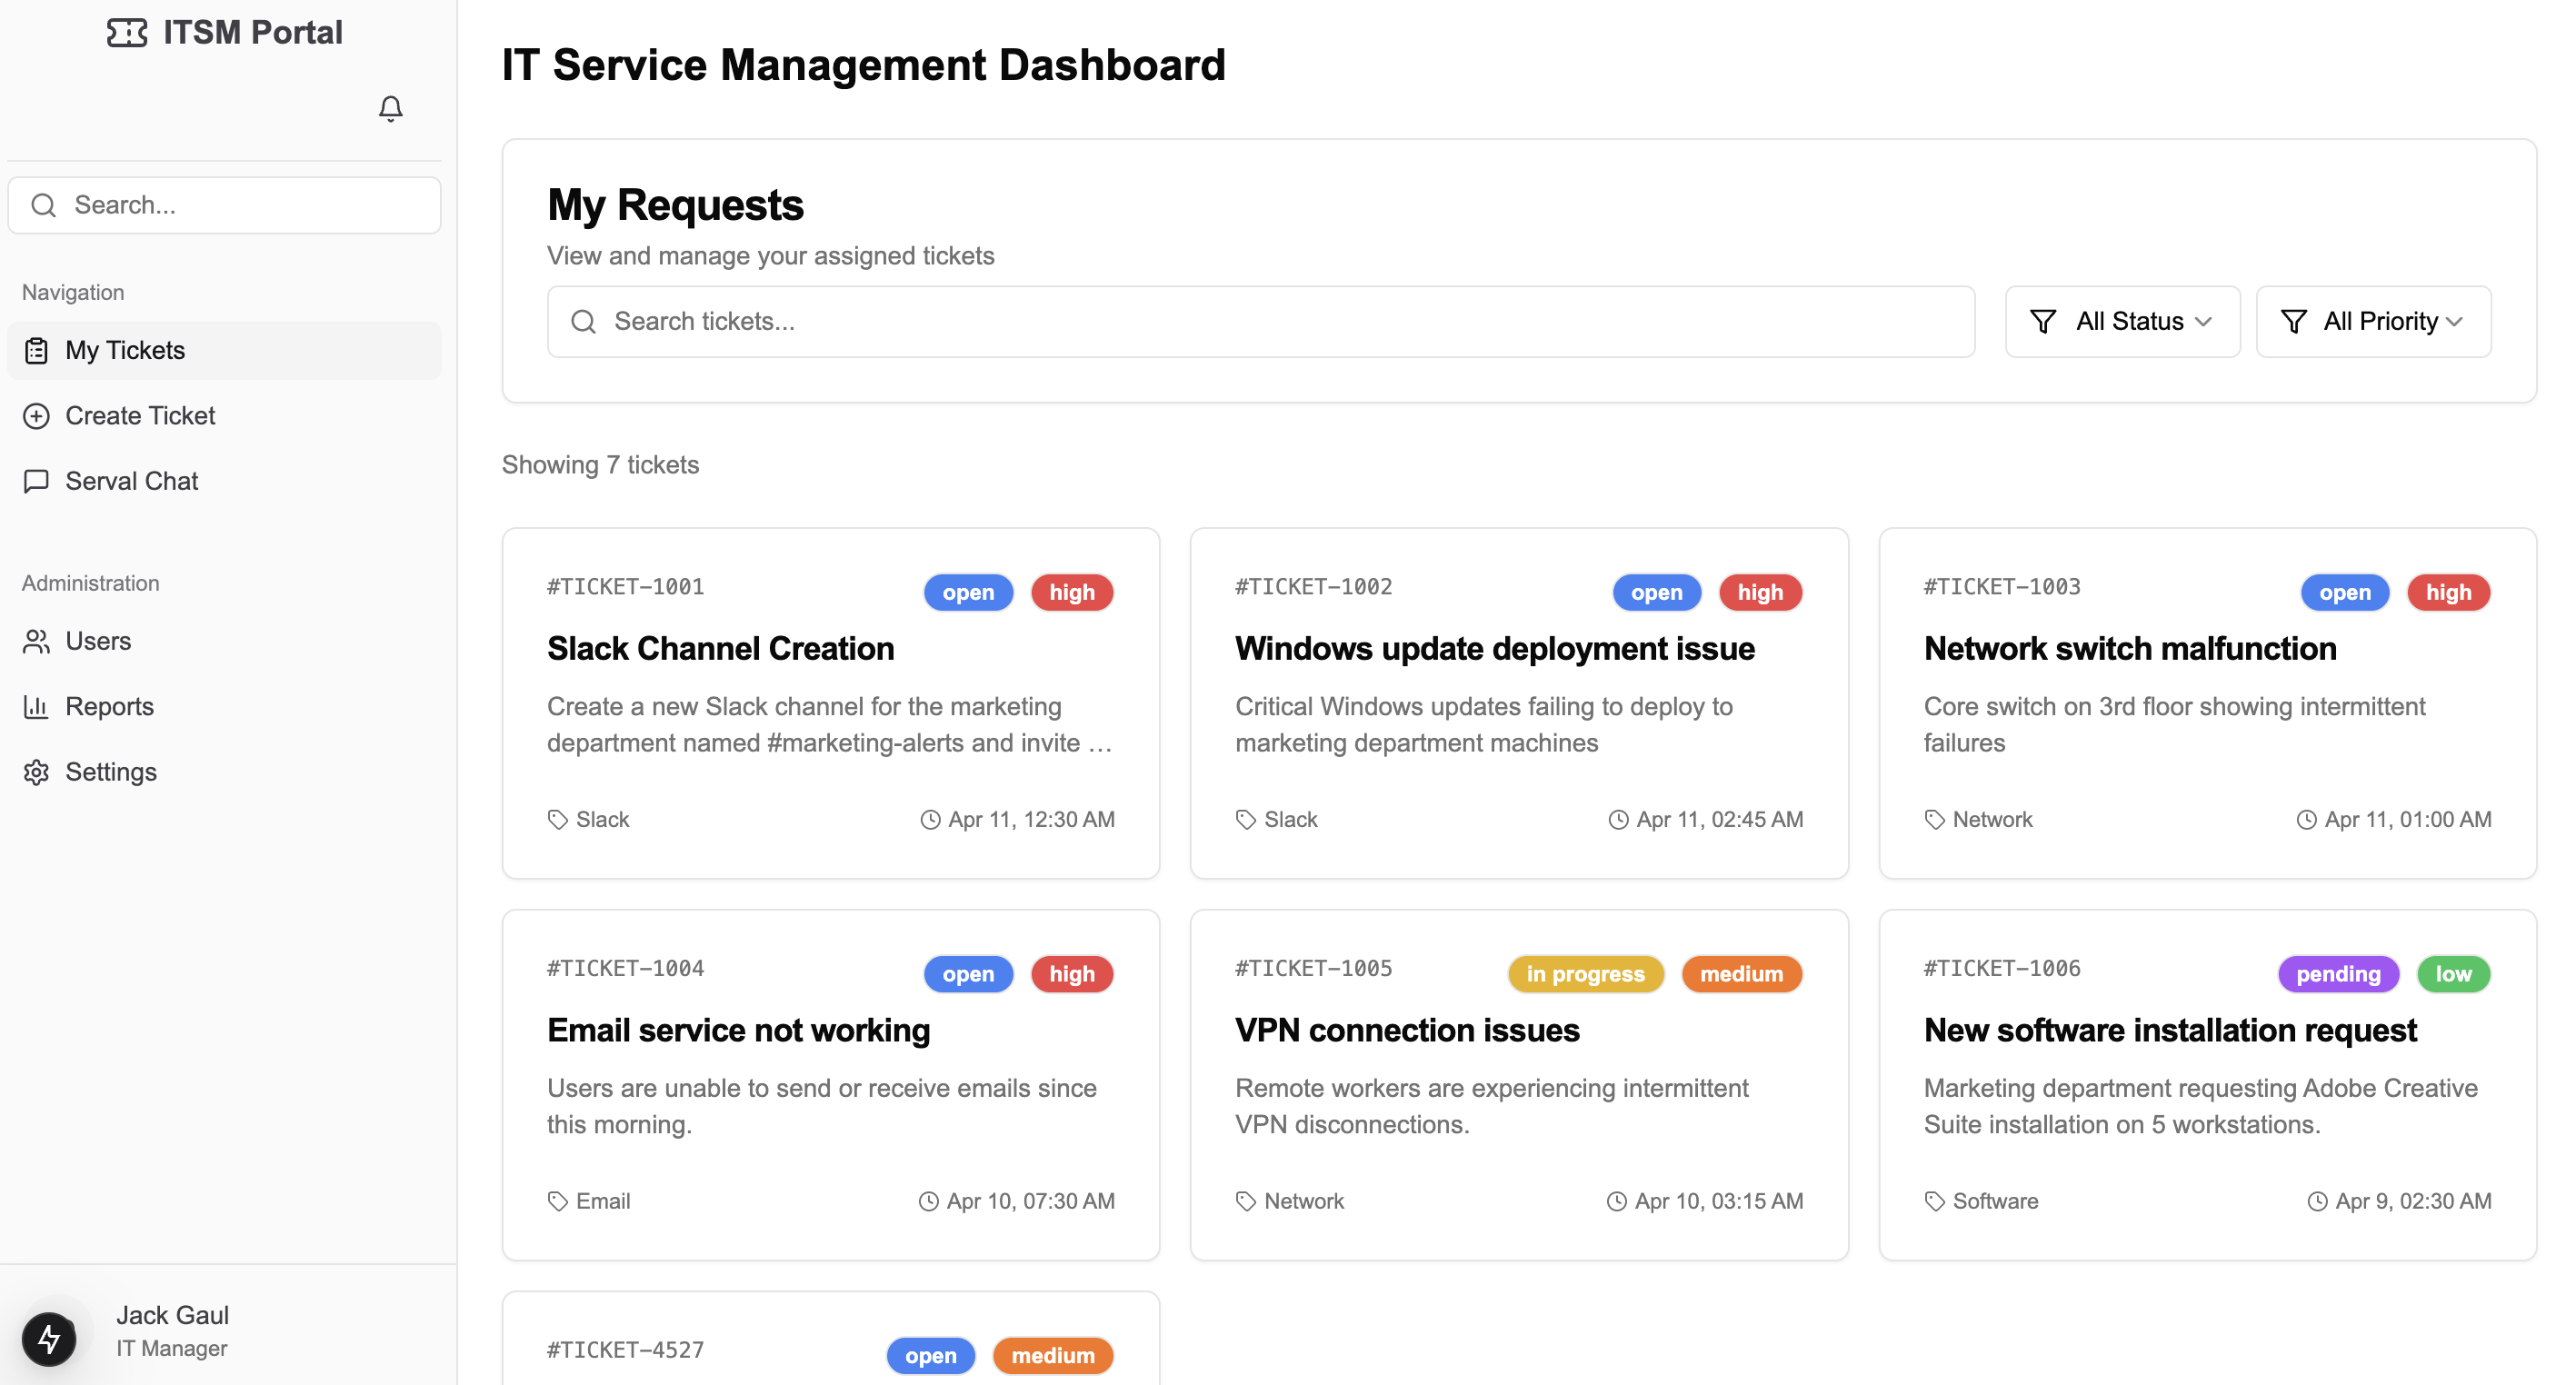 ITSM Portal
Search...
Navigation
My Tickets
Create Ticket
Serval Chat
Administration
Users
Reports
Settings
Jack Gaul
IT Manager
IT Service Management Dashboard
My Requests
View and manage your assigned tickets
Search tickets...
All Status
All Priority
Showing 7 tickets
#TICKET-1001
open
high
Slack Channel Creation
Create a new Slack channel for the marketing
department named #marketing-alerts and invite …
Slack
Apr 11, 12:30 AM
#TICKET-1002
open
high
Windows update deployment issue
Critical Windows updates failing to deploy to
marketing department machines
Slack
Apr 11, 02:45 AM
#TICKET-1003
open
high
Network switch malfunction
Core switch on 3rd floor showing intermittent
failures
Network
Apr 11, 01:00 AM
#TICKET-1004
open
high
Email service not working
Users are unable to send or receive emails since
this morning.
Email
Apr 10, 07:30 AM
#TICKET-1005
in progress
medium
VPN connection issues
Remote workers are experiencing intermittent
VPN disconnections.
Network
Apr 10, 03:15 AM
#TICKET-1006
pending
low
New software installation request
Marketing department requesting Adobe Creative
Suite installation on 5 workstations.
Software
Apr 9, 02:30 AM
#TICKET-4527
open
medium